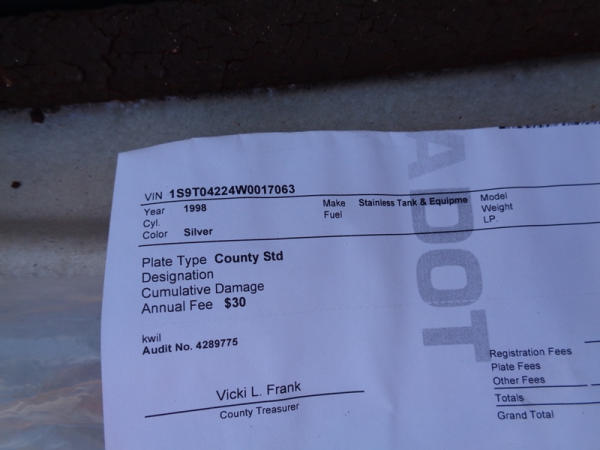 VIN 1S9T04224W0017063
Year 1998 Make Stainless Tank & Equipme Model
Cyl. Fuel Weight
Color Silver LP.
Plate Type County Std
Designation
Cumulative Damage
Annual Fee $30
kwil
Audit No. 4289775
Registration Fees
Plate Fees
Other Fees
Totals
Grand Total
Vicki L. Frank
County Treasurer
ADOT